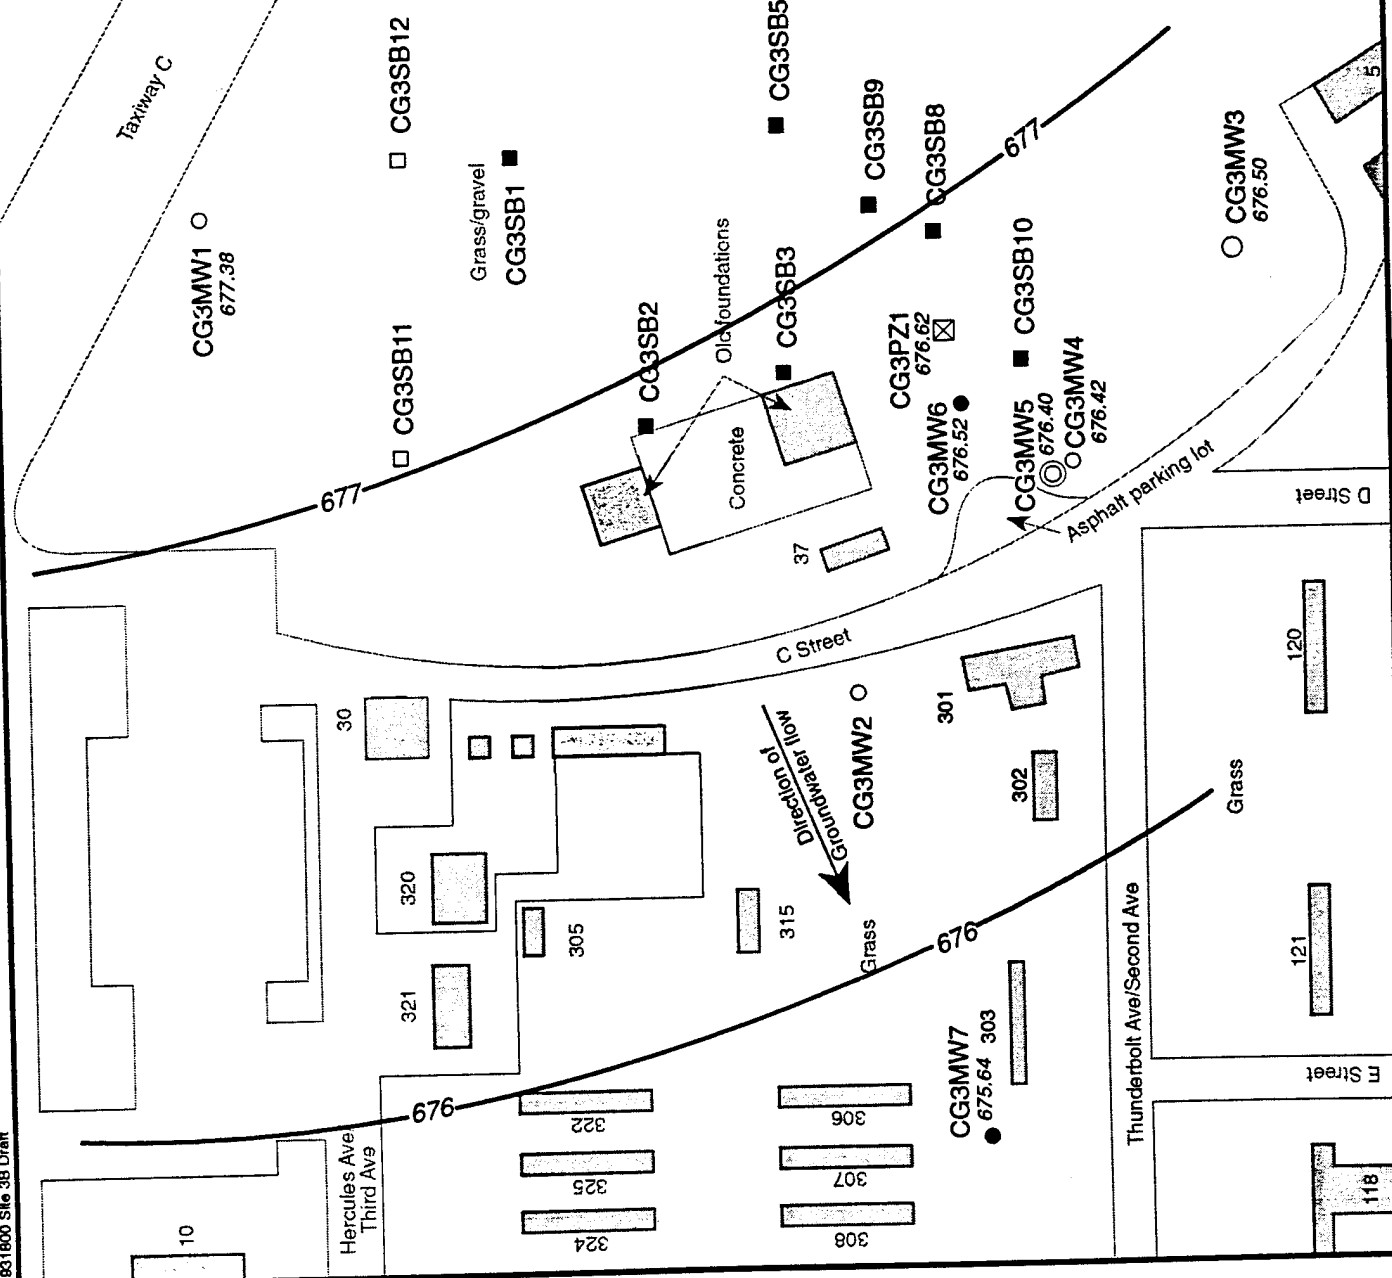 Taxiway C
CG3SB12
CG3SB5
CG3MW1
677.38
Grass/gravel
CG3SB1
CG3SB9
CG3SB8
677
CG3MW3
676.50
5
CG3SB11
CG3SB2
Old foundations
CG3SB3
CG3PZ1
676.62
CG3SB10
677
Concrete
CG3MW6
676.52
CG3MW5
676.40
CG3MW4
676.42
Asphalt parking lot
D Street
37
C Street
30
301
120
Direction of
Groundwater flow
CG3MW2
302
Grass
320
305
315
Grass
676
121
321
CG3MW7
675.64
303
Thunderbolt Ave/Second Ave
E Street
676
322
306
Hercules Ave
Third Ave
325
307
324
308
10
118
931800 Site 3B Draft